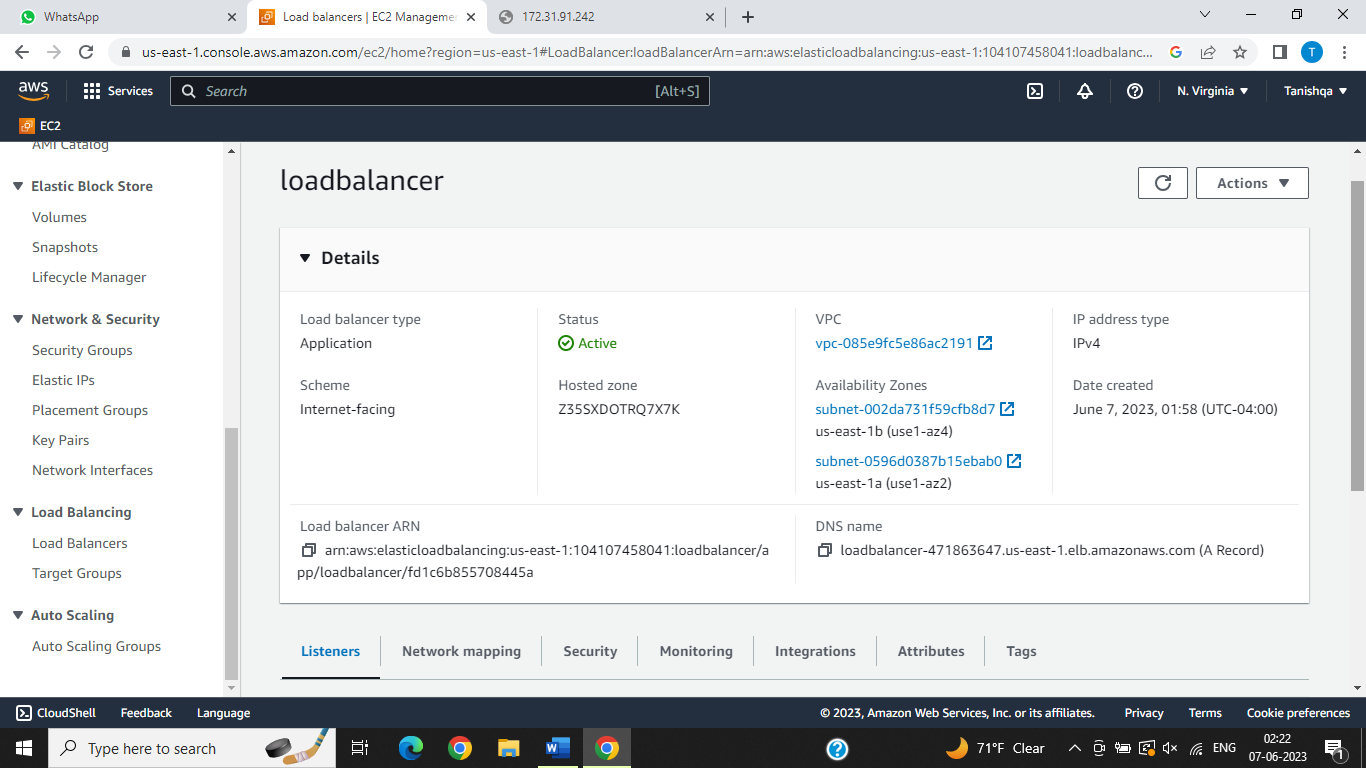 WhatsApp
Load balancers | EC2 Manageme
172.31.91.242
us-east-1.console.aws.amazon.com/ec2/home?region=us-east-1#LoadBalancer:loadBalancerArn=arn:aws:elasticloadbalancing:us-east-1:104107458041:loadbalanc...
T
aws
Services
Search
[Alt+S]
N. Virginia
Tanishqa
EC2
AMI Catalog
Elastic Block Store
Volumes
Snapshots
Lifecycle Manager
Network & Security
Security Groups
Elastic IPs
Placement Groups
Key Pairs
Network Interfaces
Load Balancing
Load Balancers
Target Groups
Auto Scaling
Auto Scaling Groups
loadbalancer
Actions
Details
Load balancer type
Application
Status
Active
VPC
vpc-085e9fc5e86ac2191
IP address type
IPv4
Scheme
Internet-facing
Hosted zone
Z35SXDOTRQ7X7K
Availability Zones
subnet-002da731f59cfb8d7
us-east-1b (use1-az4)
subnet-0596d0387b15ebab0
us-east-1a (use1-az2)
Date created
June 7, 2023, 01:58 (UTC-04:00)
Load balancer ARN
arn:aws:elasticloadbalancing:us-east-1:104107458041:loadbalancer/a
pp/loadbalancer/fd1c6b855708445a
DNS name
loadbalancer-471863647.us-east-1.elb.amazonaws.com (A Record)
Listeners
Network mapping
Security
Monitoring
Integrations
Attributes
Tags
CloudShell
Feedback
Language
© 2023, Amazon Web Services, Inc. or its affiliates.
Privacy
Terms
Cookie preferences
Type here to search
71°F Clear
ENG
02:22
07-06-2023
1